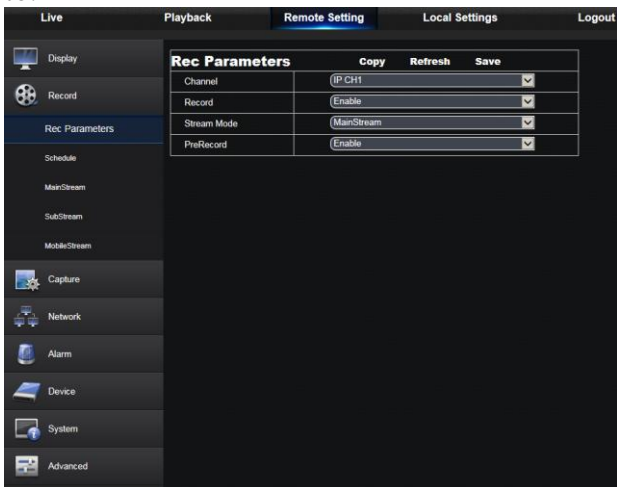 Live Playback Remote Setting Local Settings Logout
Display
Record
Rec Parameters
Schedule
MainStream
SubStream
MobileStream
Capture
Network
Alarm
Device
System
Advanced
Rec Parameters Copy Refresh Save
Channel IP CH1
Record Enable
Stream Mode MainStream
PreRecord Enable